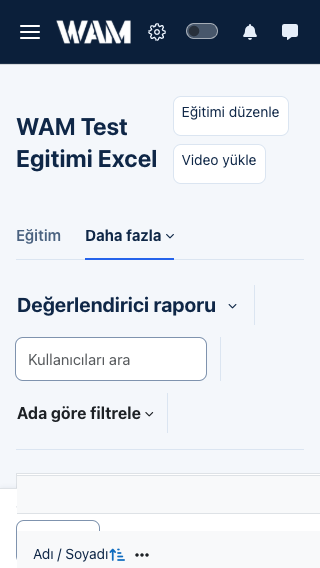 WAM
WAM Test
Egitimi Excel
Eğitimi düzenle
Video yükle
Eğitim
Daha fazla
Değerlendirici raporu
Kullanıcıları ara
Ada göre filtrele
Adı / Soyadı